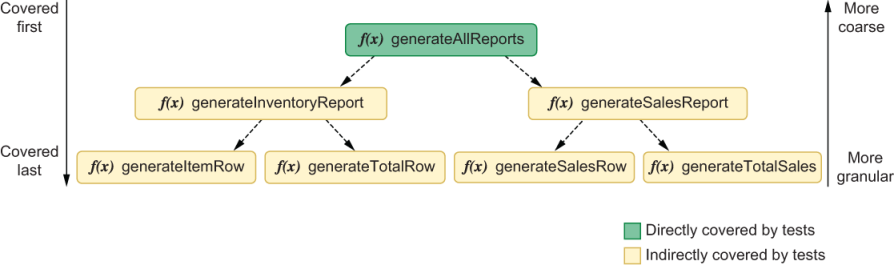 Covered
first
More
coarse
f(x) generateAllReports
f(x) generateInventoryReport
f(x) generateSalesReport
Covered
last
f(x) generateItemRow
f(x) generateTotalRow
f(x) generateSalesRow
f(x) generateTotalSales
More
granular
Directly covered by tests
Indirectly covered by tests